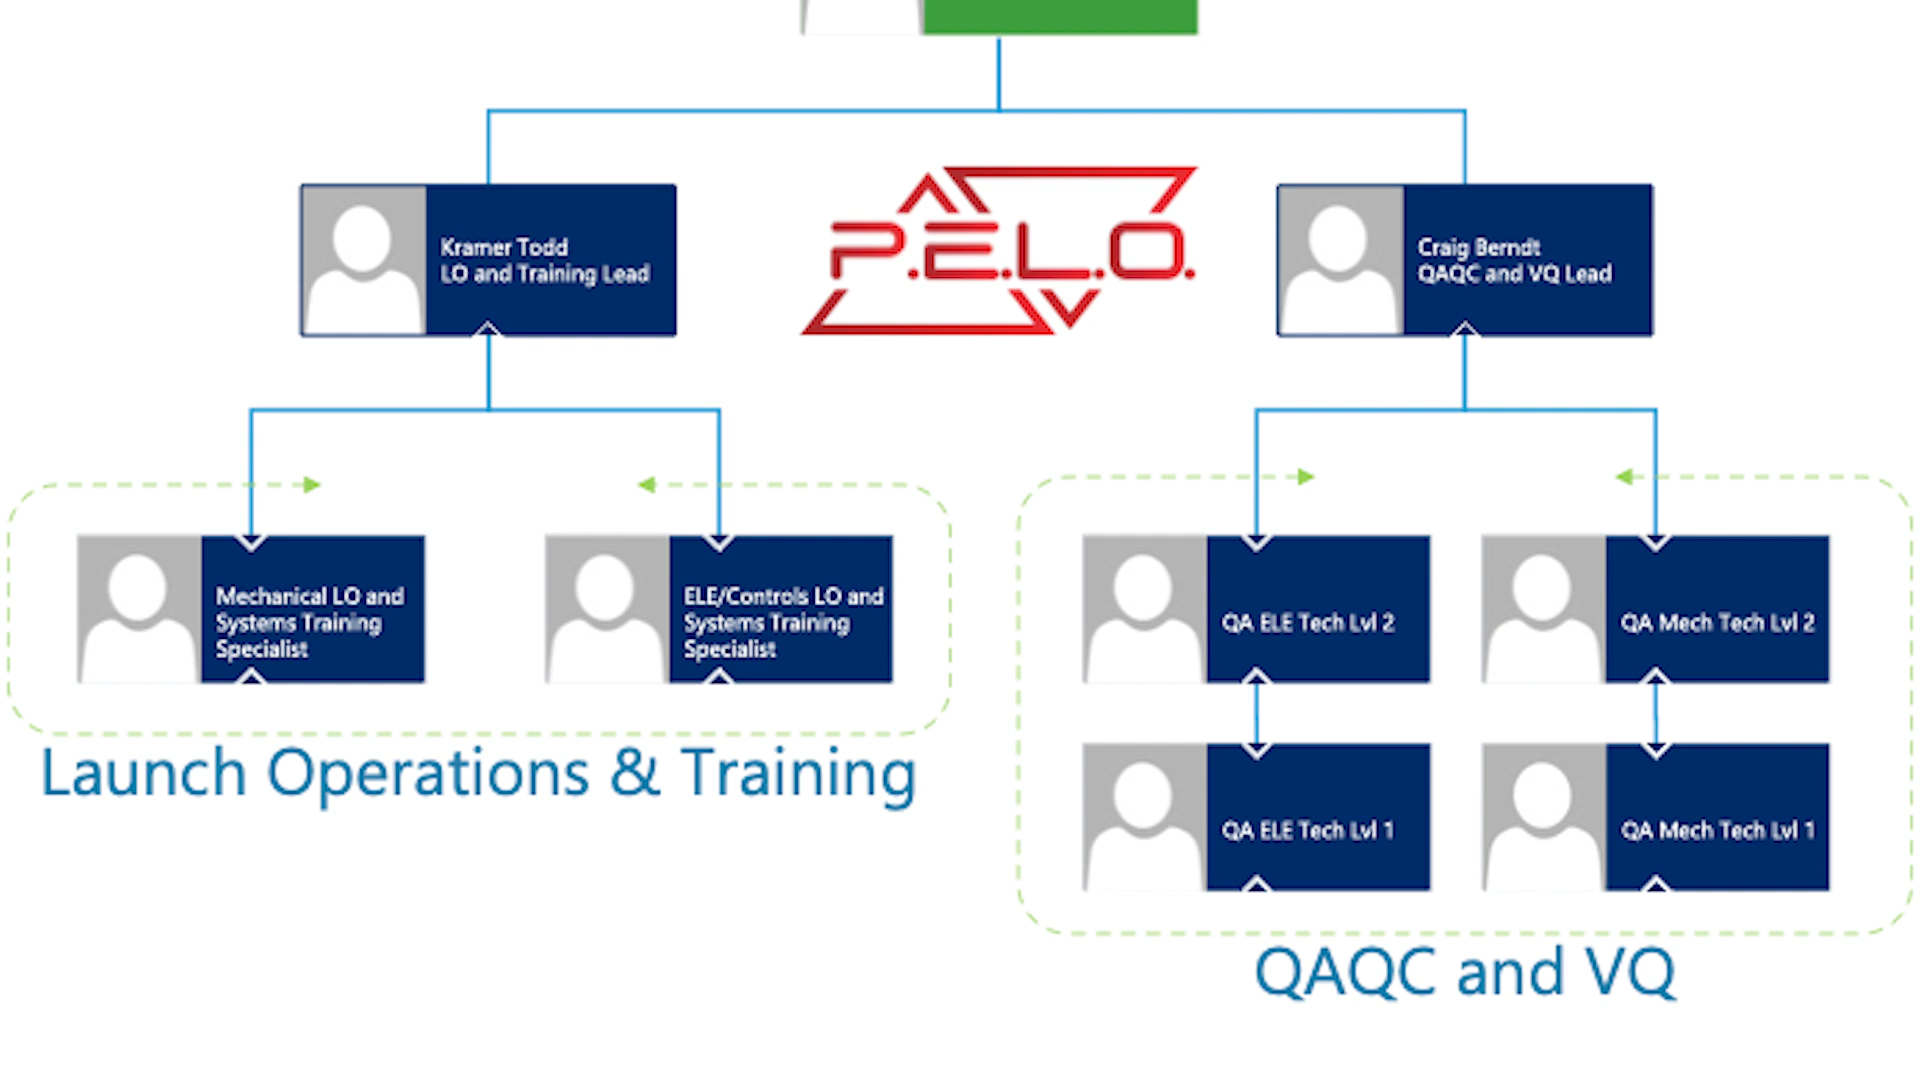 Kramer Todd
LO and Training Lead
P.E.L.O.
Craig Berndt
QAQC and VQ Lead
Mechanical LO and
Systems Training
Specialist
ELE/Controls LO and
Systems Training
Specialist
Launch Operations & Training
QA ELE Tech Lvl 2
QA Mech Tech Lvl 2
QA ELE Tech Lvl 1
QA Mech Tech Lvl 1
QAQC and VQ